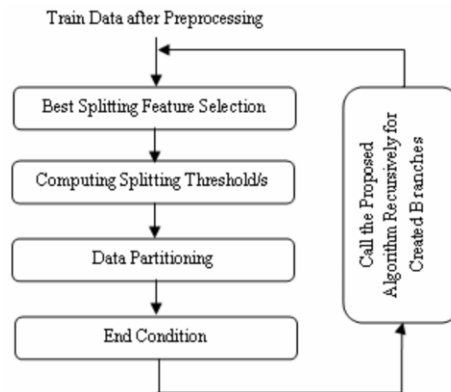 Train Data after Preprocessing
Best Splitting Feature Selection
Computing Splitting Threshold/s
Data Partitioning
End Condition
Call the Proposed
Algorithm Recursively for
Created Branches